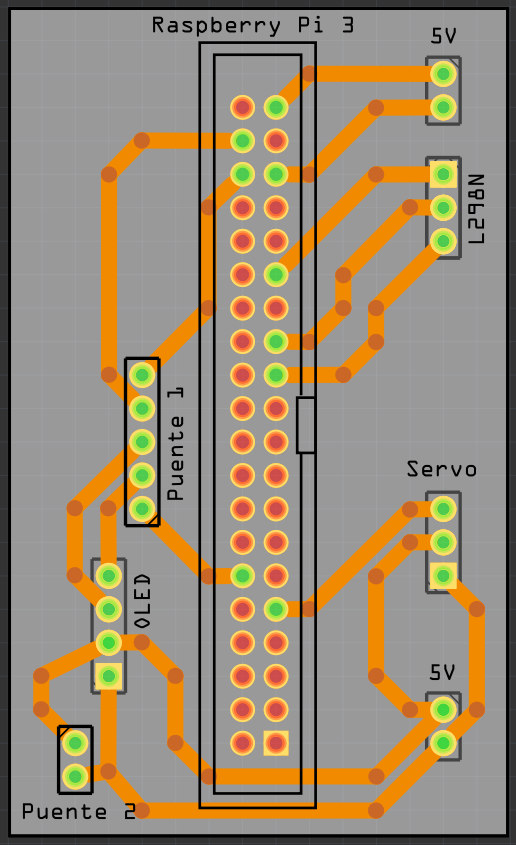 Raspberry Pi 3
5V
L298N
Puente 1
Servo
OLED
5V
Puente 2